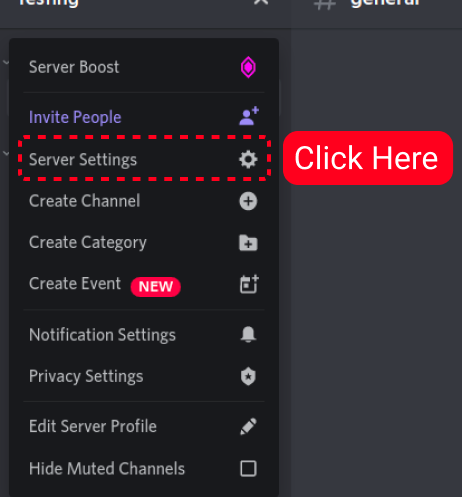 Testing
# general
Server Boost
Invite People
Server Settings
Click Here
Create Channel
Create Category
Create Event NEW
Notification Settings
Privacy Settings
Edit Server Profile
Hide Muted Channels